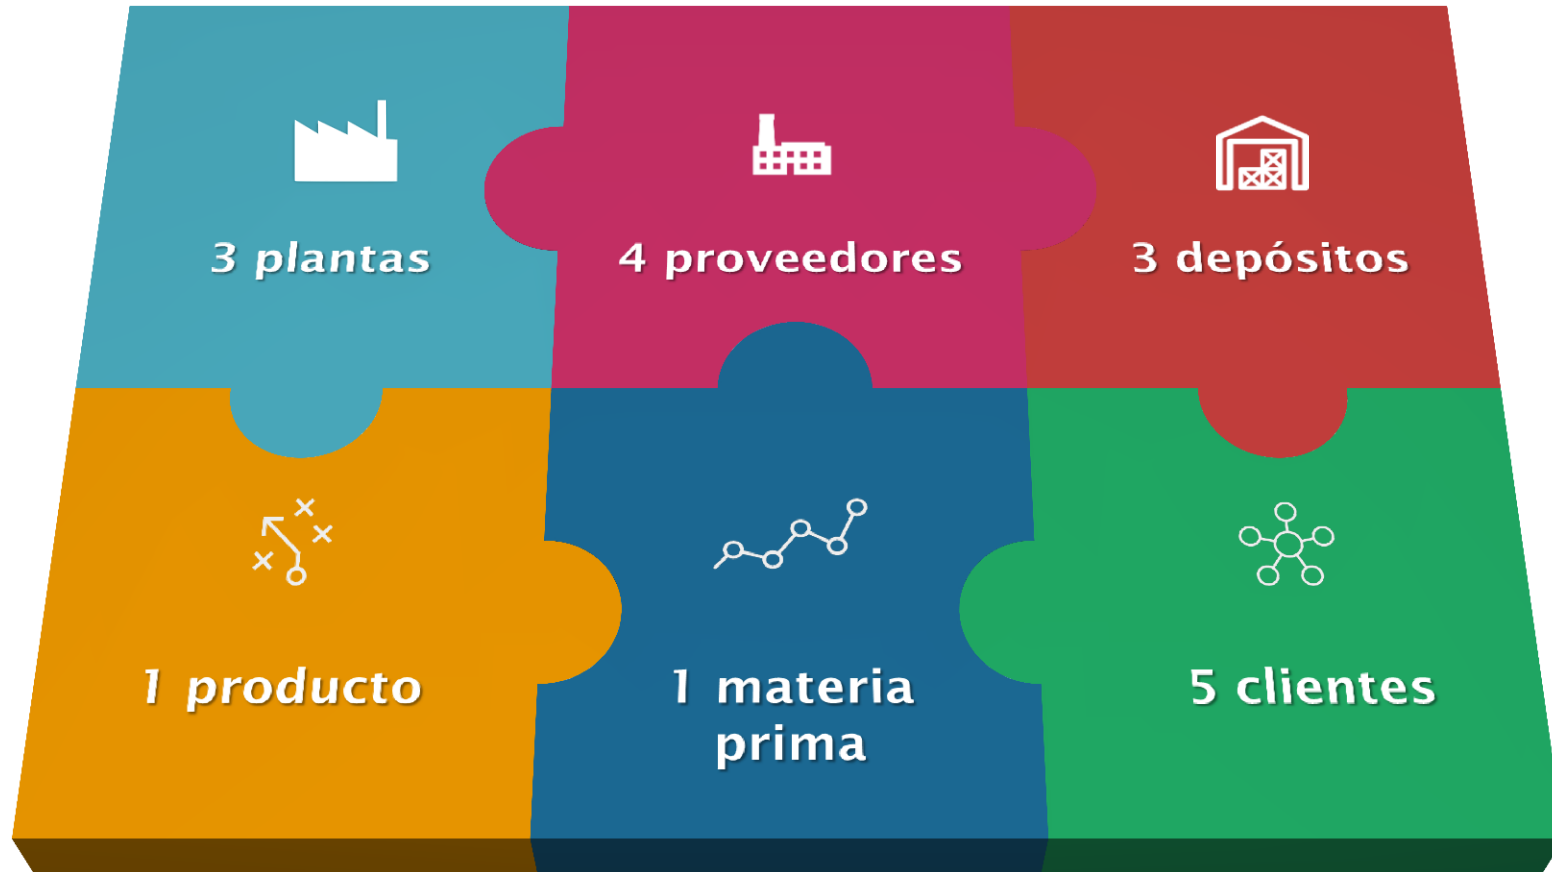 3 plantas
4 proveedores
3 depósitos
1 producto
1 materia
prima
5 clientes